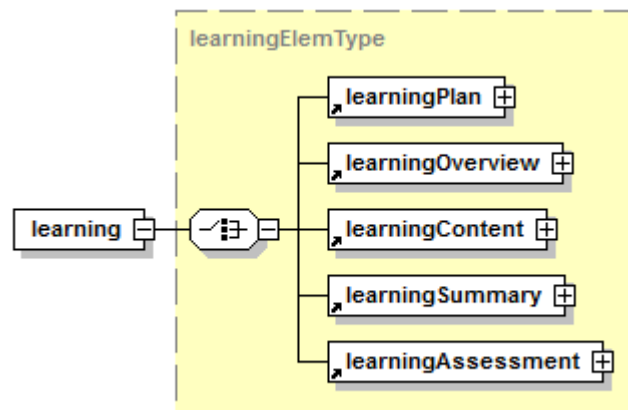 learningElemType
learningPlan
learningOverview
learning
learningContent
learningSummary
learningAssessment